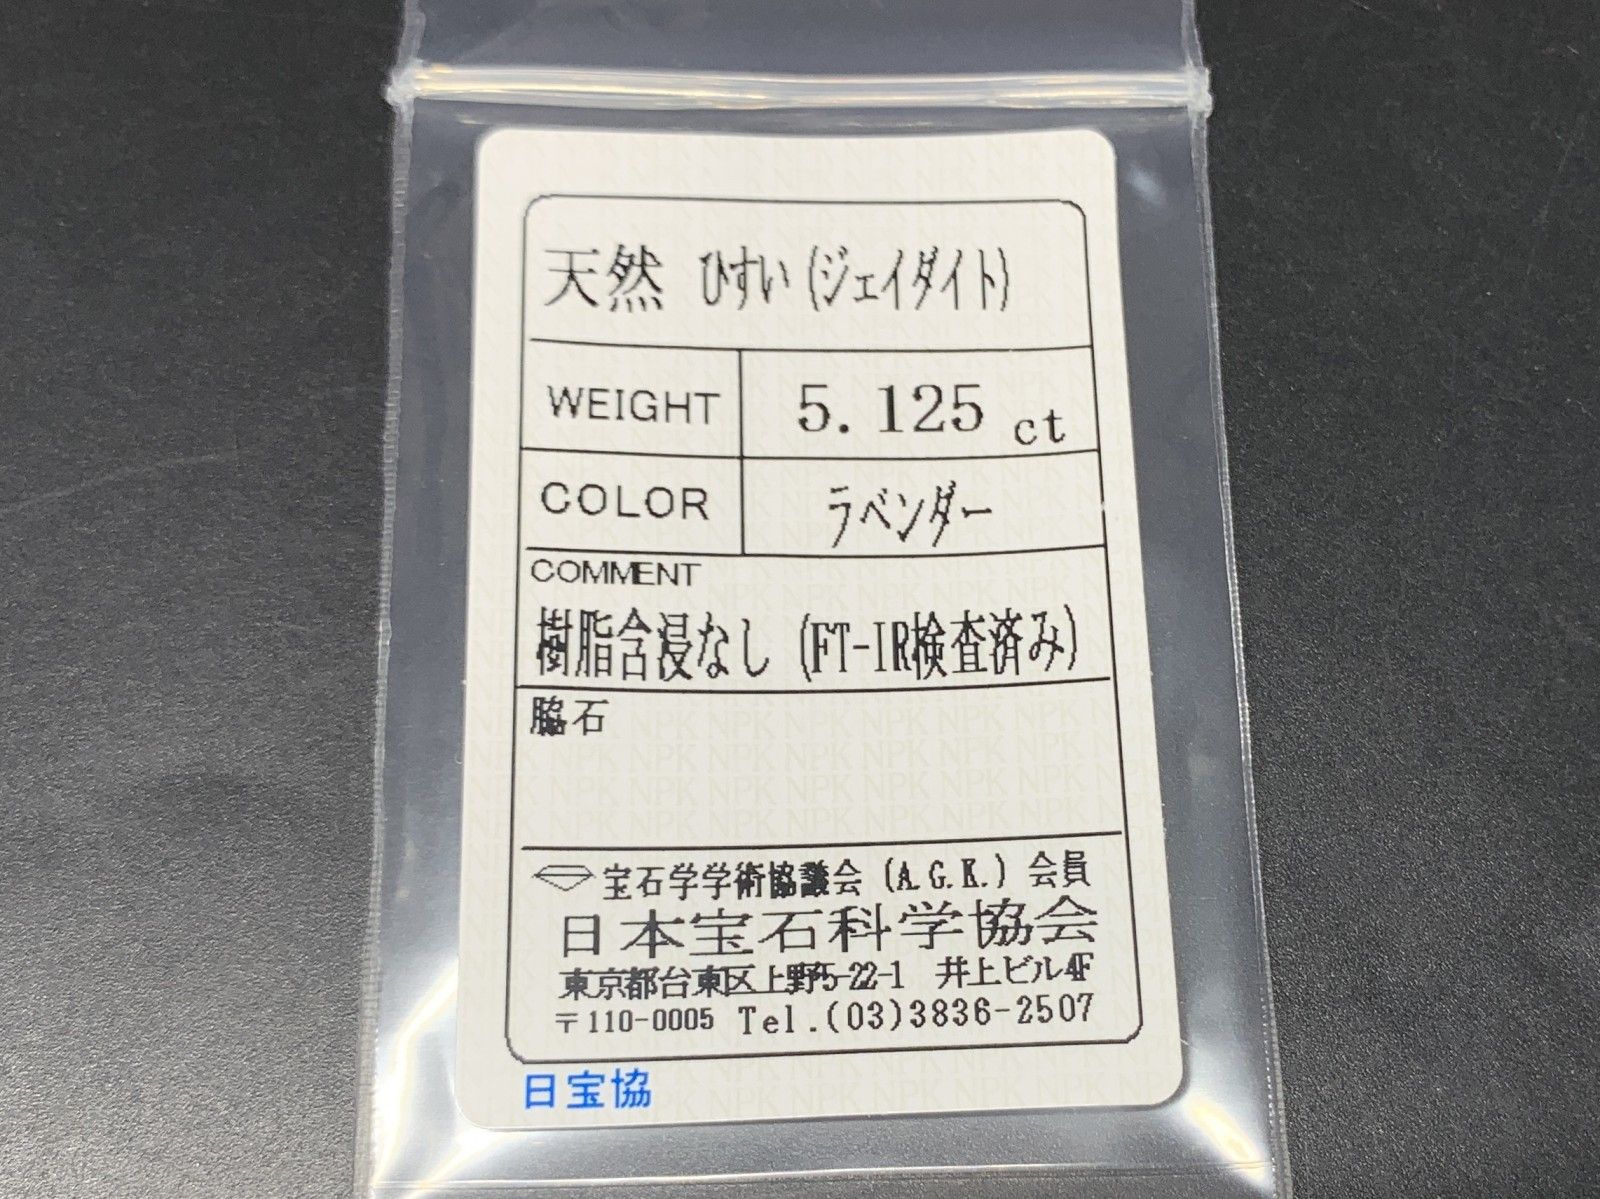 天然 ひすい(ジェイダイト)
WEIGHT 5.125 ct
COLOR ラベンダー
COMMENT
樹脂含浸なし (FT-IR検査済み)
脇石
宝石学学術協議会 (A.G.K.) 会員
日本宝石科学協会
東京都台東区上野5-22-1 井上ビル4F
〒110-0005 Tel.(03)3836-2507
日宝協